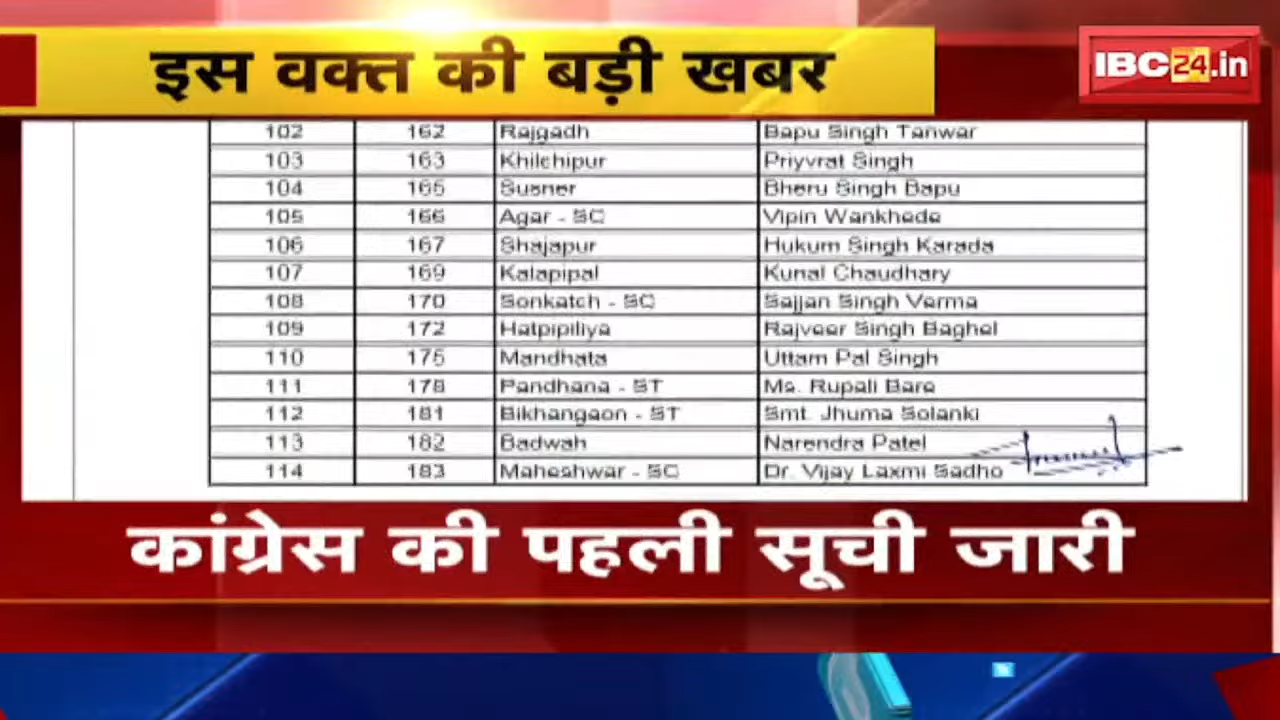 इस वक्त की बड़ी खबर
IBC24.in
102 162 Rajgadh Bapu Singh Tanwar
103 163 Khilchipur Priyvrat Singh
104 165 Susner Bheru Singh Bapu
105 166 Agar - SC Vipin Wankhede
106 167 Shajapur Hukum Singh Karada
107 169 Kalapipal Kunal Chaudhary
108 170 Sonkatch - SC Sajjan Singh Verma
109 172 Hatpipiliya Rajveer Singh Baghel
110 175 Mandhata Uttam Pal Singh
111 178 Pandhana - ST Ms. Rupali Bare
112 181 Bikhangaon - ST Smt. Jhuma Solanki
113 182 Badwah Narendra Patel
114 183 Maheshwar - SC Dr. Vijay Laxmi Sadho
कांग्रेस की पहली सूची जारी